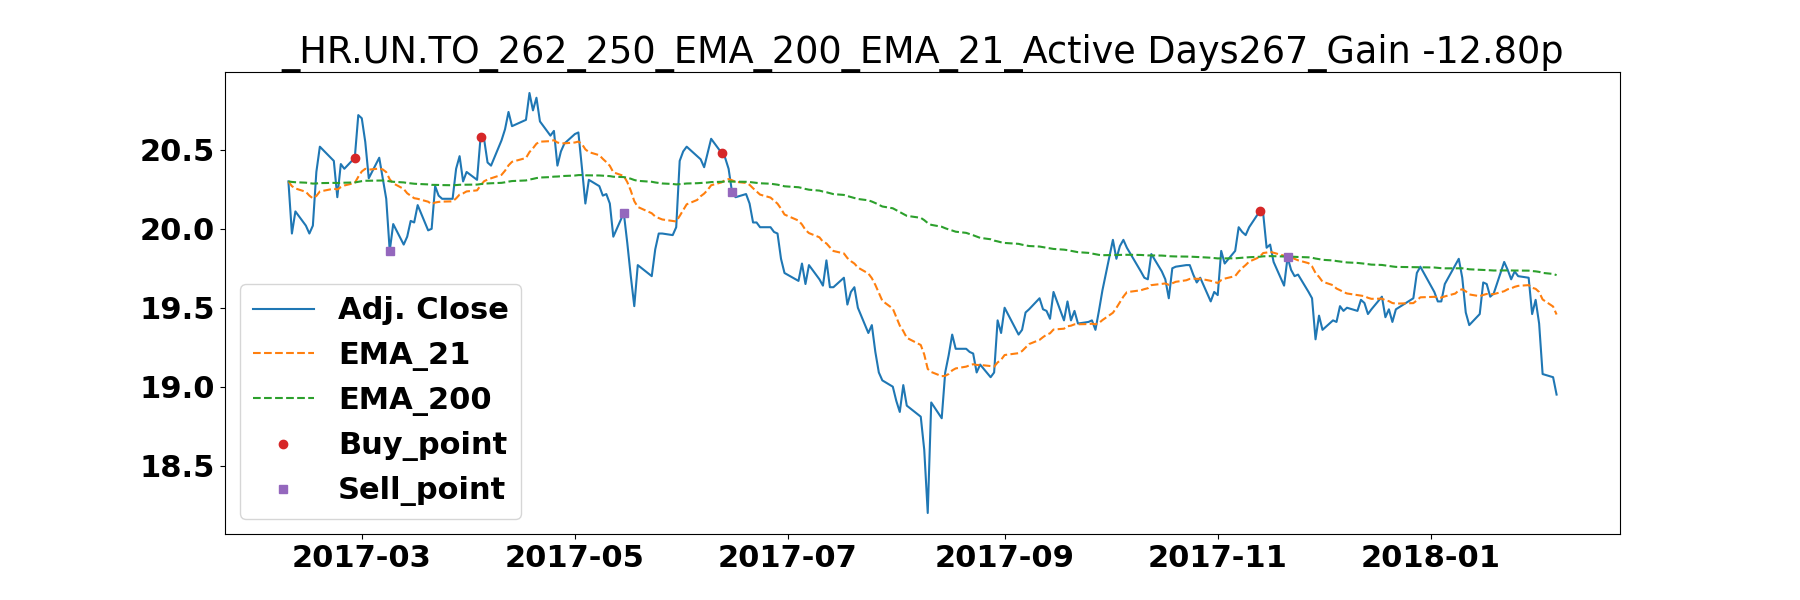 _HR.UN.TO_262_250_EMA_200_EMA_21_Active Days267_Gain -12.80p
20.5
20.0
19.5
19.0
18.5
Adj. Close
EMA_21
EMA_200
Buy_point
Sell_point
2017-03 2017-05 2017-07 2017-09 2017-11 2018-01